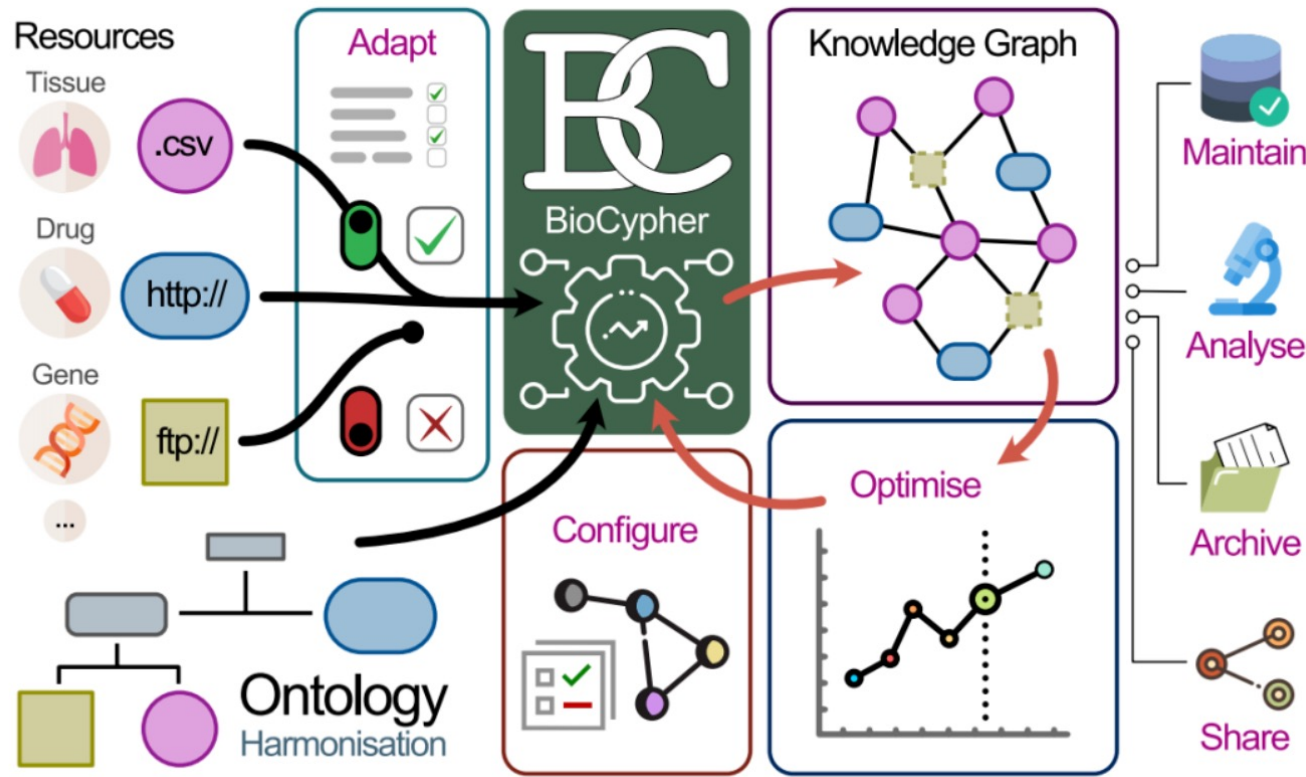 Resources
Tissue
.csv
Drug
http://
Gene
ftp://
...
Adapt
BC
BioCypher
Knowledge Graph
Maintain
Analyse
Archive
Share
Configure
Optimise
Ontology
Harmonisation